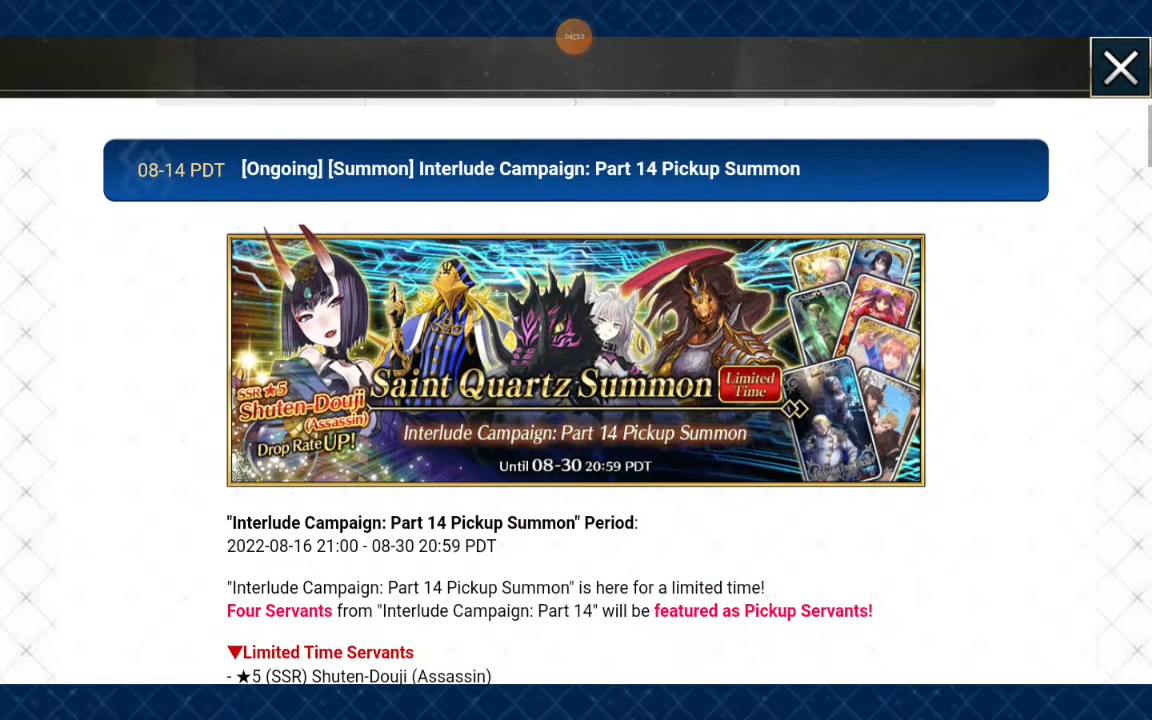 04:10
08-14 PDT [Ongoing] [Summon] Interlude Campaign: Part 14 Pickup Summon
SSR ★5
Shuten-Douji
(Assassin)
Drop Rate UP!
Saint Quartz Summon
Limited
Time
Interlude Campaign: Part 14 Pickup Summon
Until 08-30 20:59 PDT
"Interlude Campaign: Part 14 Pickup Summon" Period:
2022-08-16 21:00 - 08-30 20:59 PDT
"Interlude Campaign: Part 14 Pickup Summon" is here for a limited time!
Four Servants from "Interlude Campaign: Part 14" will be featured as Pickup Servants!
▼Limited Time Servants
- ★5 (SSR) Shuten-Douji (Assassin)